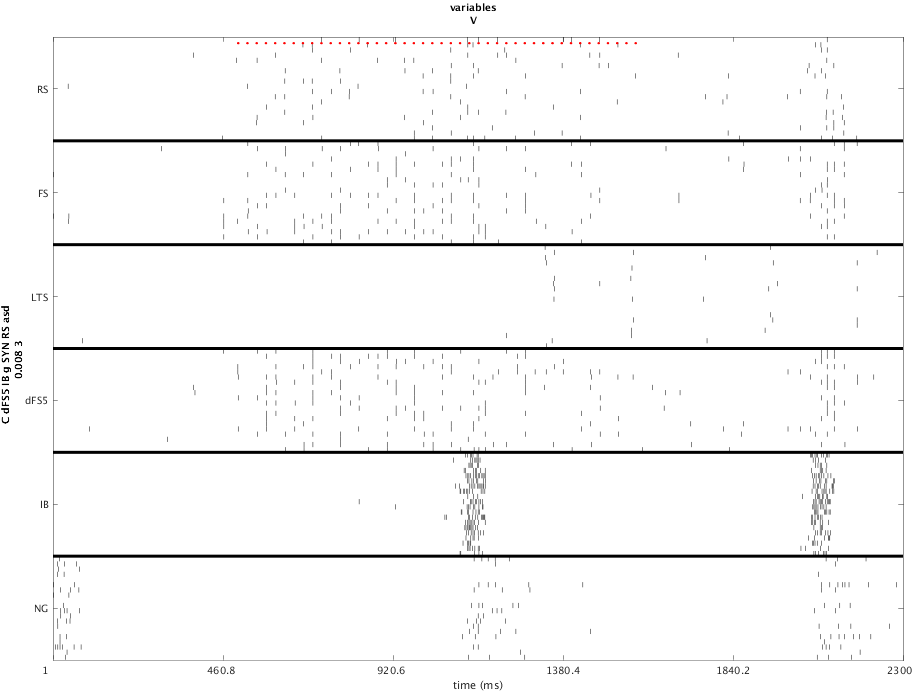 variables
V
RS
FS
LTS
dFS5
IB
NG
C dFS5 IB g SYN RS asd
0.008 3
1
460.8
920.6
1380.4
1840.2
2300
time (ms)